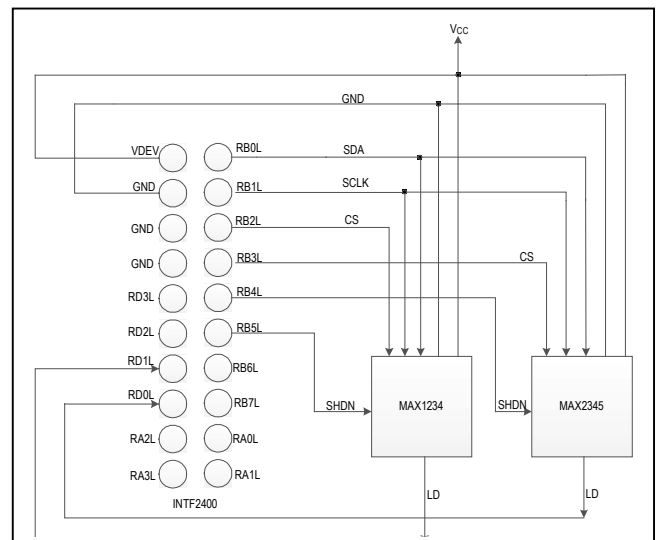 VCC
GND
VDEV
RB0L
SDA
GND
RB1L
SCLK
GND
RB2L
CS
GND
RB3L
CS
RD3L
RB4L
RD2L
RB5L
RD1L
RB6L
RD0L
RB7L
SHDN
MAX1234
SHDN
MAX2345
RA2L
RA0L
RA3L
RA1L
INTF2400
LD
LD